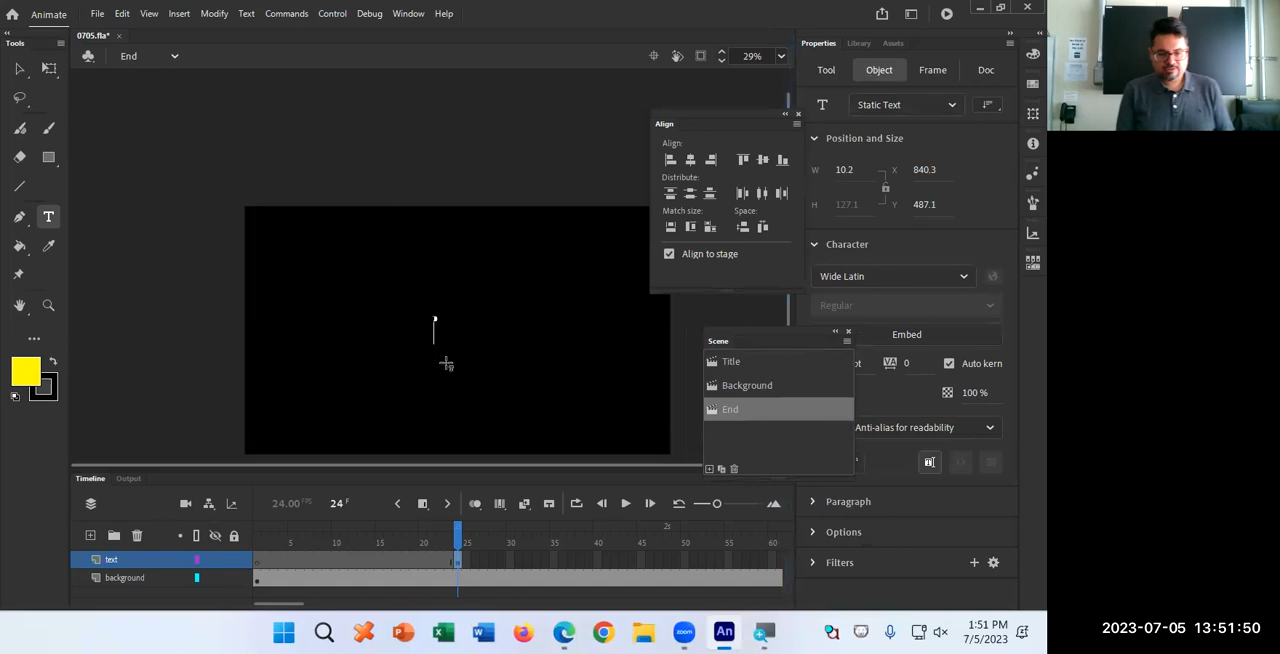 Animate File Edit View Insert Modify Text Commands Control Debug Window Help
0705.fla*
Tools
End
29%
Properties Library Assets
Tool Object Frame Doc
Static Text
Position and Size
W 10.2 X 840.3
H 127.1 Y 487.1
Character
Wide Latin
Regular
Embed
pt 0 Auto kern
100 %
Anti-alias for readability
Paragraph
Options
Filters
Align
Align:
Distribute:
Match size: Space:
Align to stage
Scene
Title
Background
End
T
Timeline Output
24.00 FPS 24 F
2s
5 10 15 20 25 30 35 40 45 50 55 60
text
background
1:51 PM
7/5/2023
2023-07-05 13:51:50